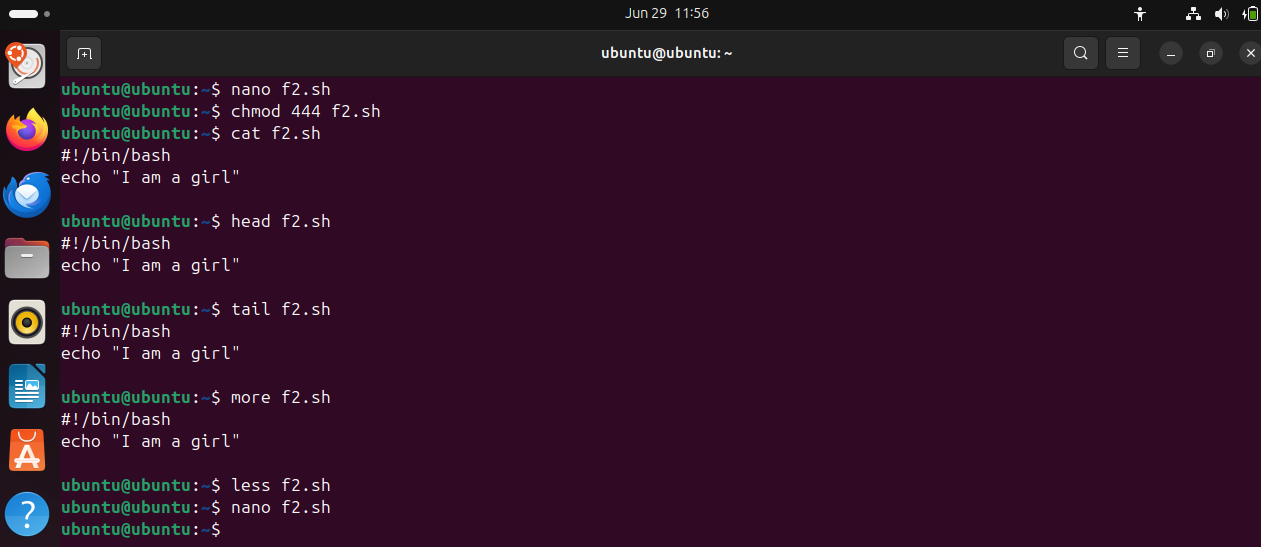 Jun 29 11:56
ubuntu@ubuntu: ~
ubuntu@ubuntu:~$ nano f2.sh
ubuntu@ubuntu:~$ chmod 444 f2.sh
ubuntu@ubuntu:~$ cat f2.sh
#!/bin/bash
echo "I am a girl"
ubuntu@ubuntu:~$ head f2.sh
#!/bin/bash
echo "I am a girl"
ubuntu@ubuntu:~$ tail f2.sh
#!/bin/bash
echo "I am a girl"
ubuntu@ubuntu:~$ more f2.sh
#!/bin/bash
echo "I am a girl"
ubuntu@ubuntu:~$ less f2.sh
ubuntu@ubuntu:~$ nano f2.sh
ubuntu@ubuntu:~$